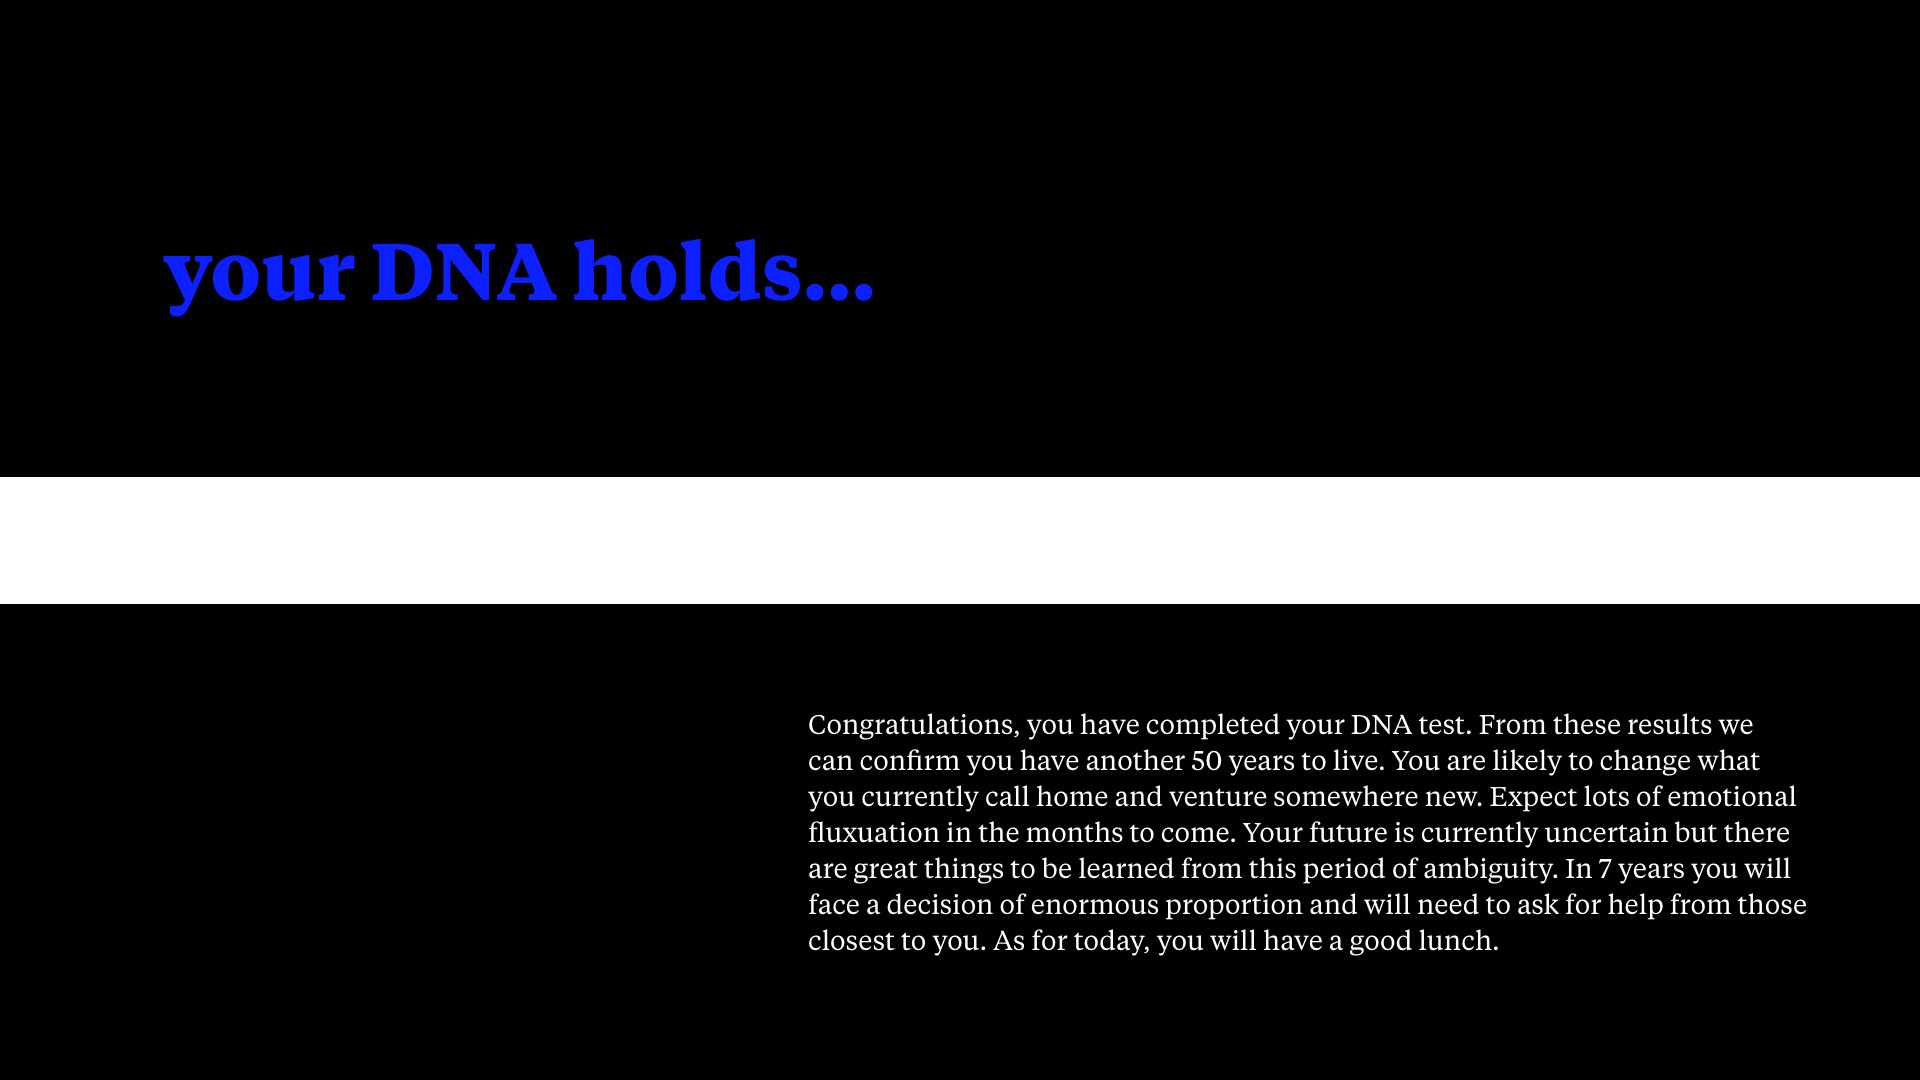 your DNA holds...
Congratulations, you have completed your DNA test. From these results we
can confirm you have another 50 years to live. You are likely to change what
you currently call home and venture somewhere new. Expect lots of emotional
fluxuation in the months to come. Your future is currently uncertain but there
are great things to be learned from this period of ambiguity. In 7 years you will
face a decision of enormous proportion and will need to ask for help from those
closest to you. As for today, you will have a good lunch.